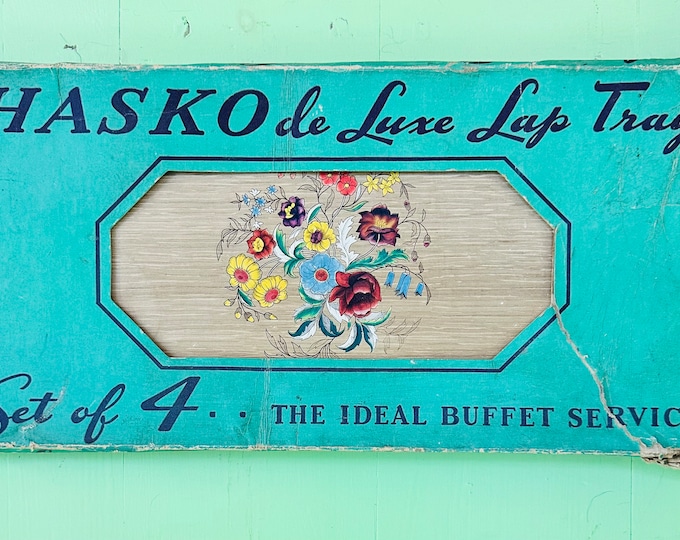 HASKO de Luxe Lap Tray
Set of 4 . . THE IDEAL BUFFET SERVIC